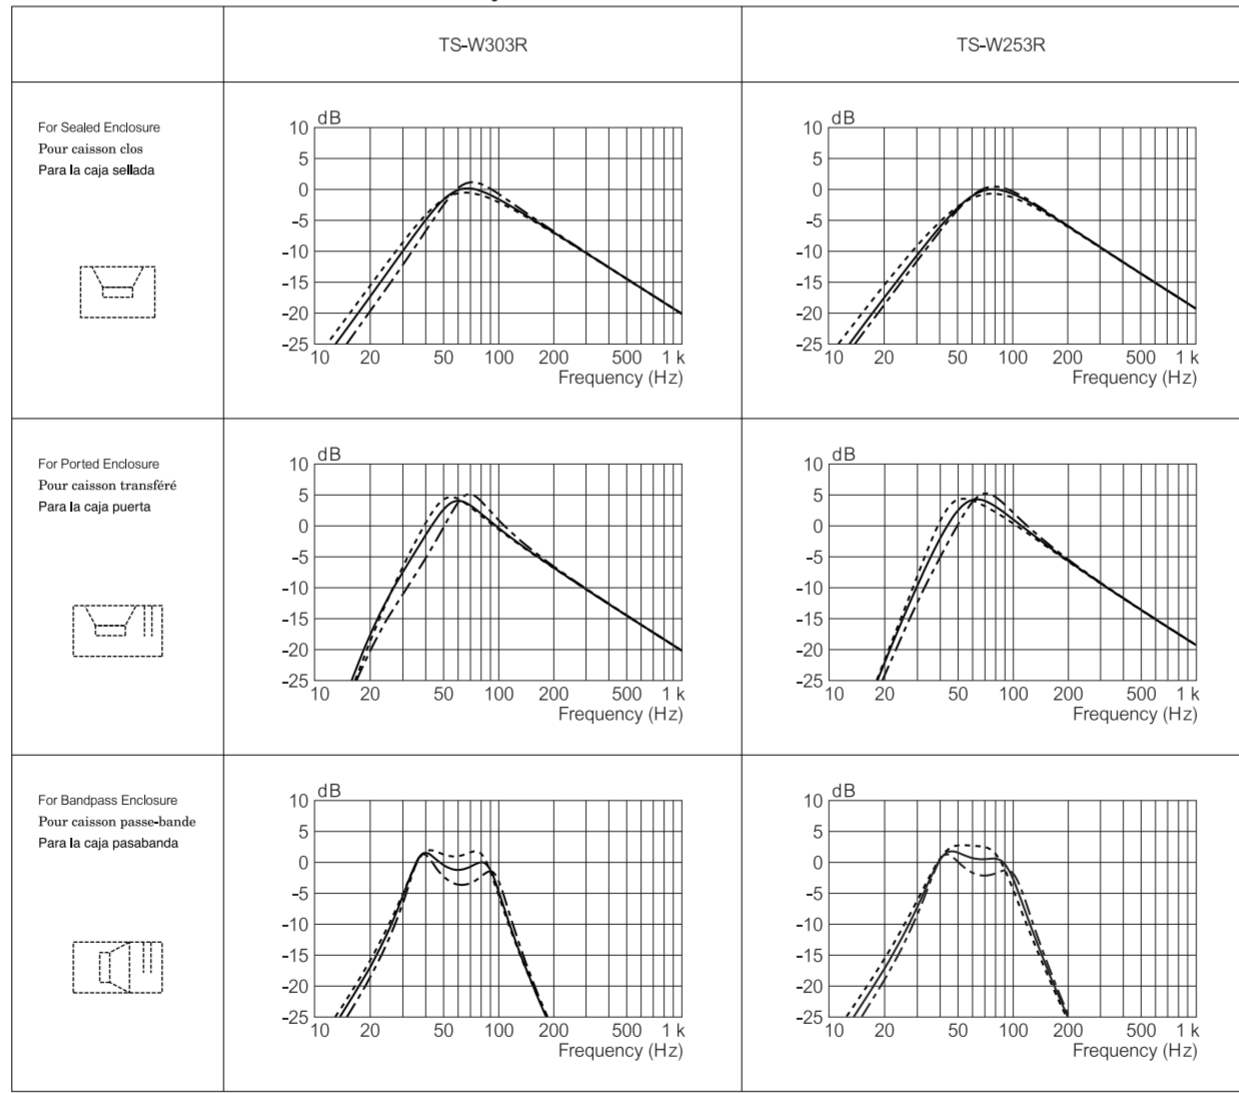 TS-W303R
TS-W253R
For Sealed Enclosure
Pour caisson clos
Para la caja sellada
dB
10
5
0
-5
-10
-15
-20
-25
10 20 50 100 200 500 1 k
Frequency (Hz)
dB
10
5
0
-5
-10
-15
-20
-25
10 20 50 100 200 500 1 k
Frequency (Hz)
For Ported Enclosure
Pour caisson transféré
Para la caja puerta
dB
10
5
0
-5
-10
-15
-20
-25
10 20 50 100 200 500 1 k
Frequency (Hz)
dB
10
5
0
-5
-10
-15
-20
-25
10 20 50 100 200 500 1 k
Frequency (Hz)
For Bandpass Enclosure
Pour caisson passe-bande
Para la caja pasabanda
dB
10
5
0
-5
-10
-15
-20
-25
10 20 50 100 200 500 1 k
Frequency (Hz)
dB
10
5
0
-5
-10
-15
-20
-25
10 20 50 100 200 500 1 k
Frequency (Hz)